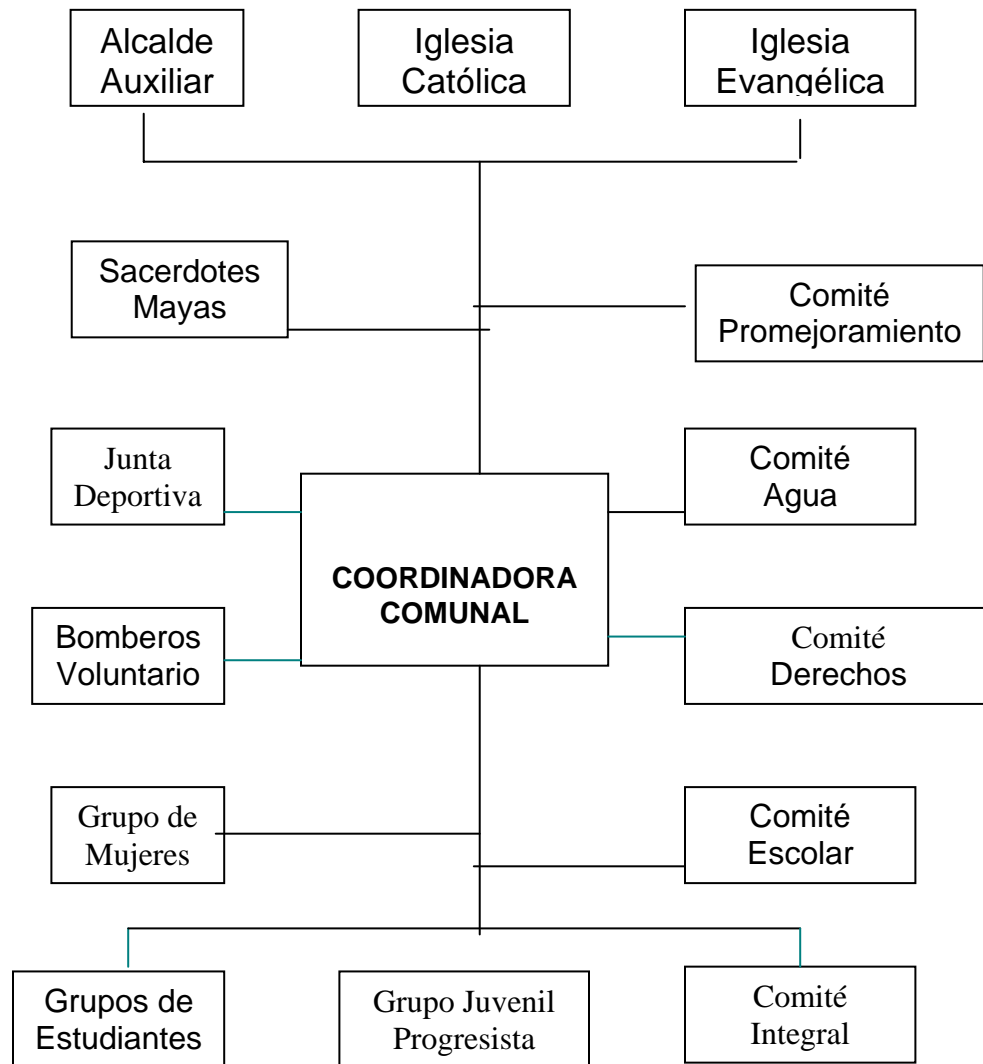 Alcalde
Auxiliar
Iglesia
Católica
Iglesia
Evangélica
Sacerdotes
Mayas
Comité
Promejoramiento
Junta
Deportiva
Comité
Agua
COORDINADORA
COMUNAL
Bomberos
Voluntario
Comité
Derechos
Grupo de
Mujeres
Comité
Escolar
Grupos de
Estudiantes
Grupo Juvenil
Progresista
Comité
Integral